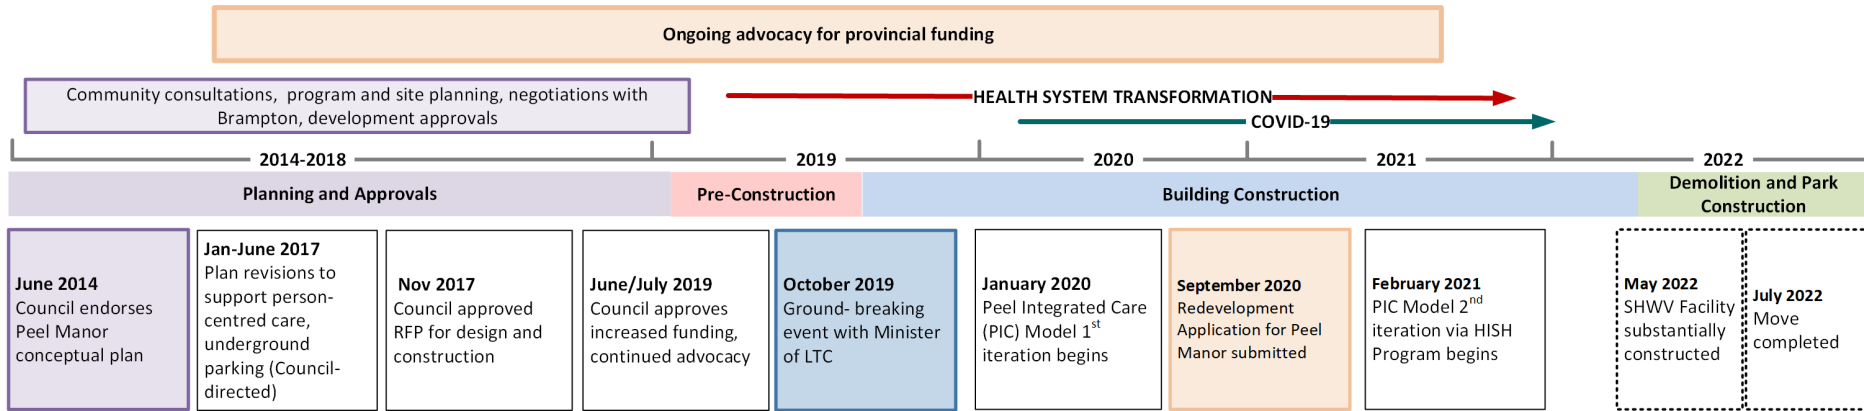 Ongoing advocacy for provincial funding
Community consultations, program and site planning, negotiations with
Brampton, development approvals
HEALTH SYSTEM TRANSFORMATION
COVID-19
2014-2018
2019
2020
2021
2022
Planning and Approvals
Pre-Construction
Building Construction
Demolition and Park
Construction
June 2014
Council endorses
Peel Manor
conceptual plan
Jan-June 2017
Plan revisions to
support person-
centred care,
underground
parking (Council-
directed)
Nov 2017
Council approved
RFP for design and
construction
June/July 2019
Council approves
increased funding,
continued advocacy
October 2019
Ground- breaking
event with Minister
of LTC
January 2020
Peel Integrated Care
(PIC) Model 1st
iteration begins
September 2020
Redevelopment
Application for Peel
Manor submitted
February 2021
PIC Model 2nd
iteration via HISH
Program begins
May 2022
SHWV Facility
substantially
constructed
July 2022
Move
completed